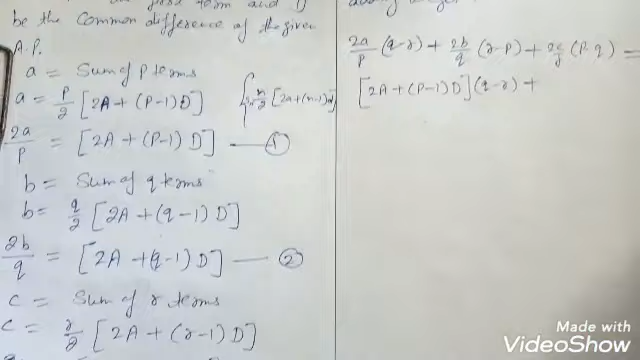 be the Common difference of the given
A.P.
a = Sum of p terms
a = p/2 [2A + (P-1)D] {Sn = n/2 [2a+(n-1)d]
2a/p = [2A + (P-1) D] — ①
b = Sum of q terms
b = q/2 [2A + (q-1) D]
2b/q = [2A + (q-1) D] — ②
c = Sum of r terms
c = r/2 [2A + (r-1) D]
2a/p (q-r) + 2b/q (r-p) + 2c/r (p-q) =
[2A + (P-1) D] (q-r) +
Made with
VideoShow